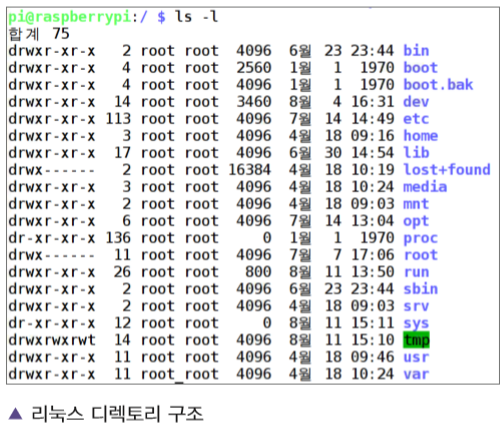 pi@raspberrypi:/ $ ls -l
합계 75
drwxr-xr-x 2 root root 4096 6월 23 23:44 bin
drwxr-xr-x 4 root root 2560 1월 1 1970 boot
drwxr-xr-x 4 root root 4096 1월 1 1970 boot.bak
drwxr-xr-x 14 root root 3460 8월 4 16:31 dev
drwxr-xr-x 113 root root 4096 7월 14 14:49 etc
drwxr-xr-x 3 root root 4096 4월 18 09:16 home
drwxr-xr-x 17 root root 4096 6월 30 14:54 lib
drwx------ 2 root root 16384 4월 18 10:19 lost+found
drwxr-xr-x 3 root root 4096 4월 18 10:24 media
drwxr-xr-x 2 root root 4096 4월 18 09:03 mnt
drwxr-xr-x 6 root root 4096 7월 14 13:04 opt
dr-xr-xr-x 136 root root 0 1월 1 1970 proc
drwx------ 11 root root 4096 7월 7 17:06 root
drwxr-xr-x 26 root root 800 8월 11 13:50 run
drwxr-xr-x 2 root root 4096 6월 23 23:44 sbin
drwxr-xr-x 2 root root 4096 4월 18 09:03 srv
dr-xr-xr-x 12 root root 0 8월 11 15:11 sys
drwxrwxrwt 14 root root 4096 8월 11 15:10 tmp
drwxr-xr-x 11 root root 4096 4월 18 09:46 usr
drwxr-xr-x 11 root root 4096 4월 18 10:24 var
▲ 리눅스 디렉토리 구조